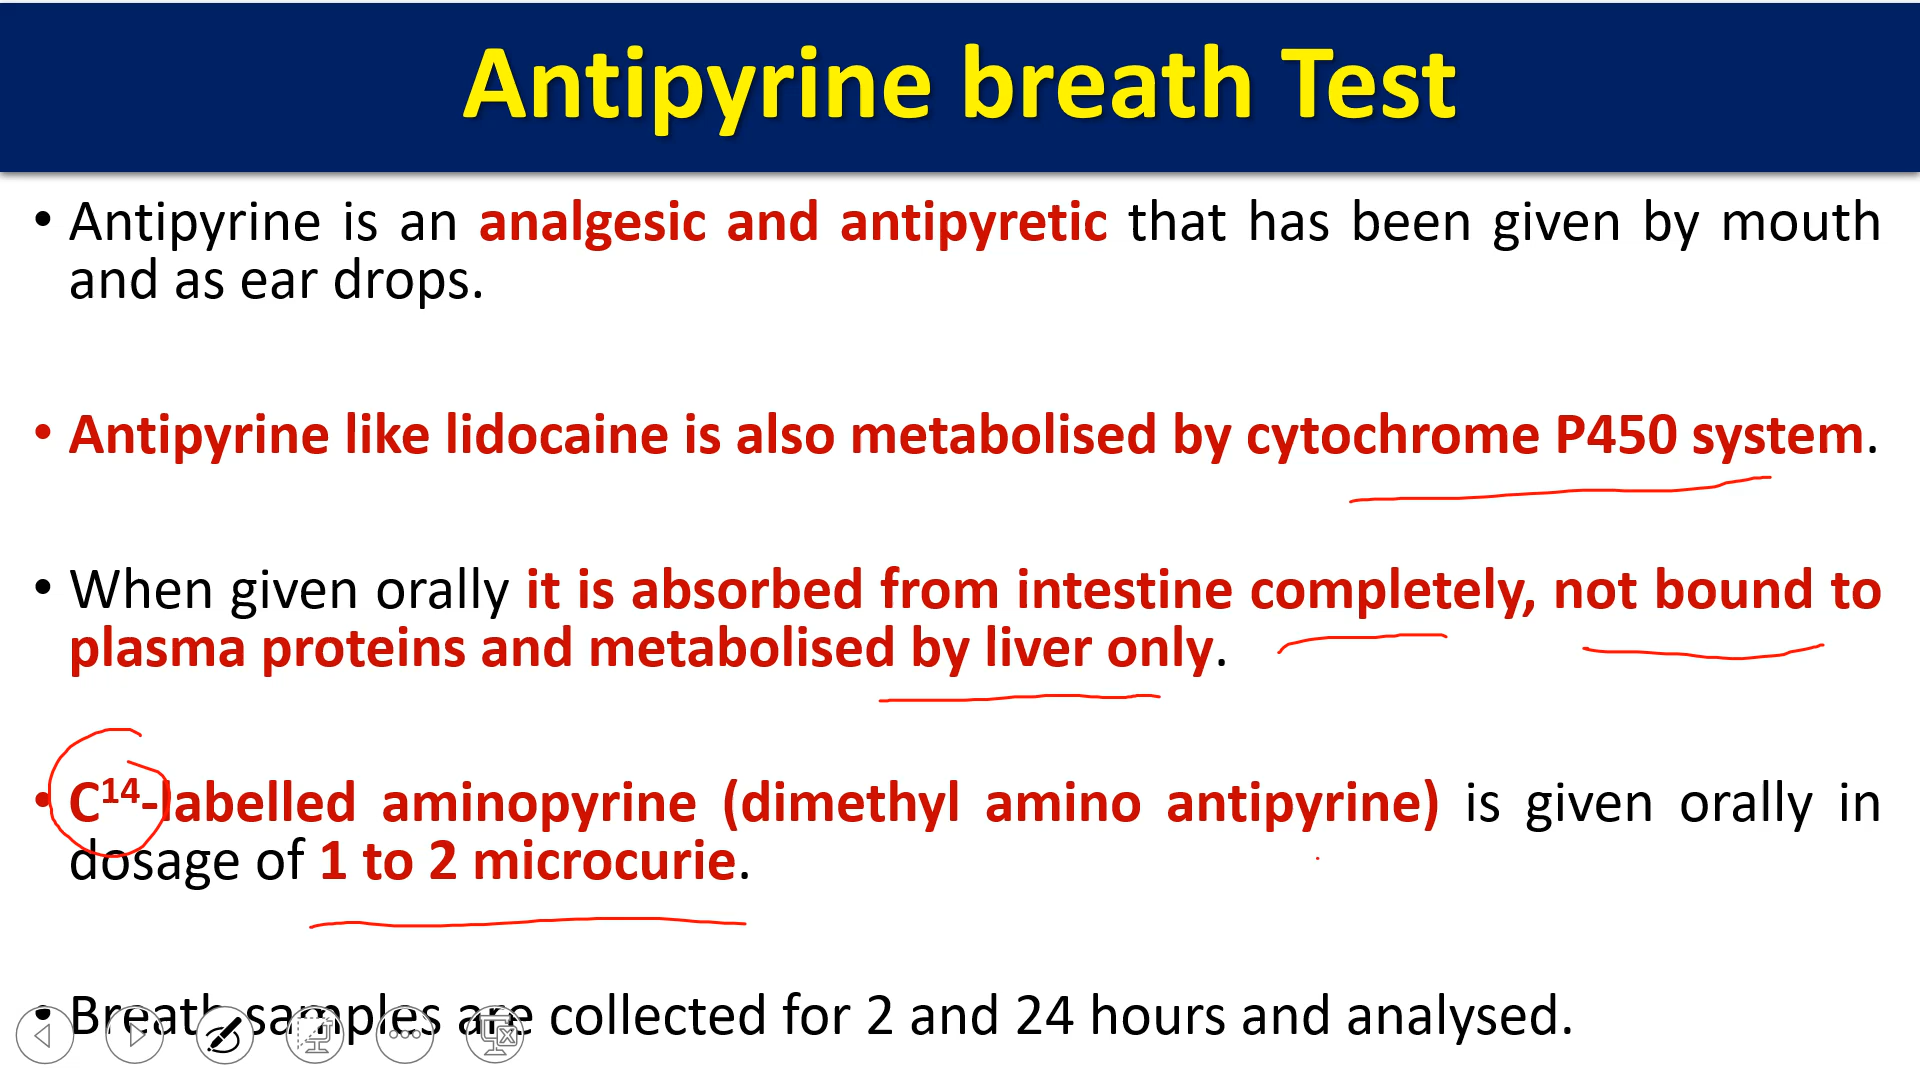 Antipyrine breath Test
• Antipyrine is an analgesic and antipyretic that has been given by mouth
and as ear drops.
• Antipyrine like lidocaine is also metabolised by cytochrome P450 system.
• When given orally it is absorbed from intestine completely, not bound to
plasma proteins and metabolised by liver only.
• C¹⁴-labelled aminopyrine (dimethyl amino antipyrine) is given orally in
dosage of 1 to 2 microcurie.
• Breath samples are collected for 2 and 24 hours and analysed.